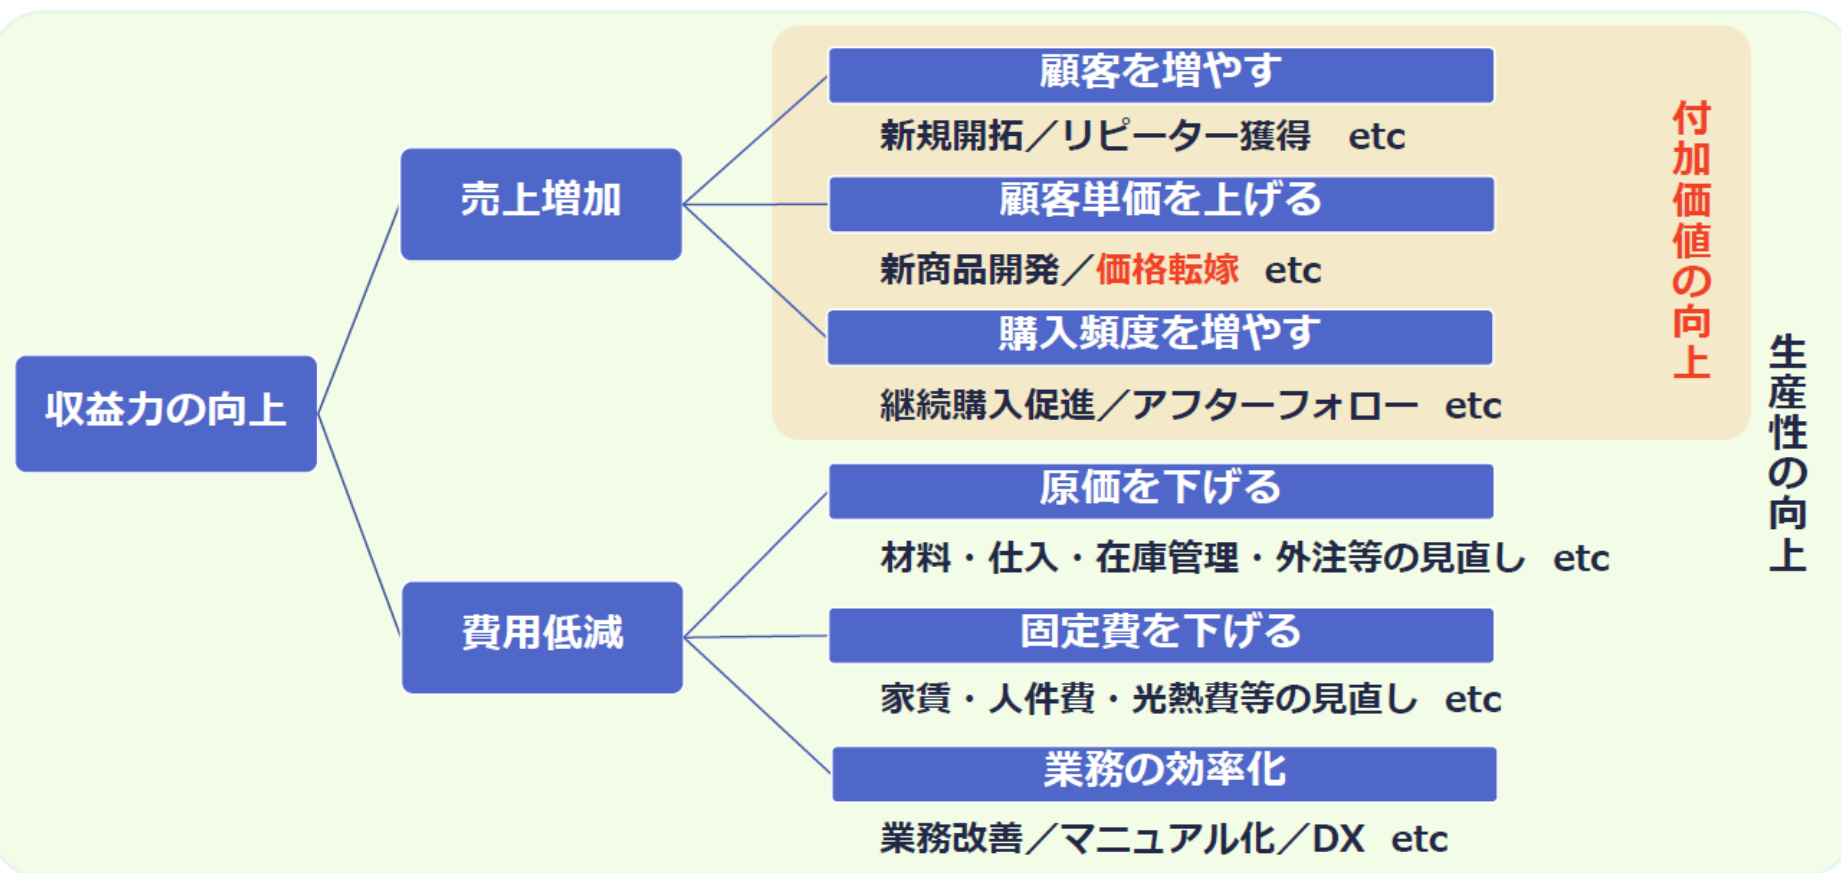 収益力の向上
売上増加
顧客を増やす
新規開拓／リピーター獲得　etc
顧客単価を上げる
新商品開発／価格転嫁　etc
購入頻度を増やす
継続購入促進／アフターフォロー　etc
付加価値の向上
費用低減
原価を下げる
材料・仕入・在庫管理・外注等の見直し　etc
固定費を下げる
家賃・人件費・光熱費等の見直し　etc
業務の効率化
業務改善／マニュアル化／DX　etc
生産性の向上